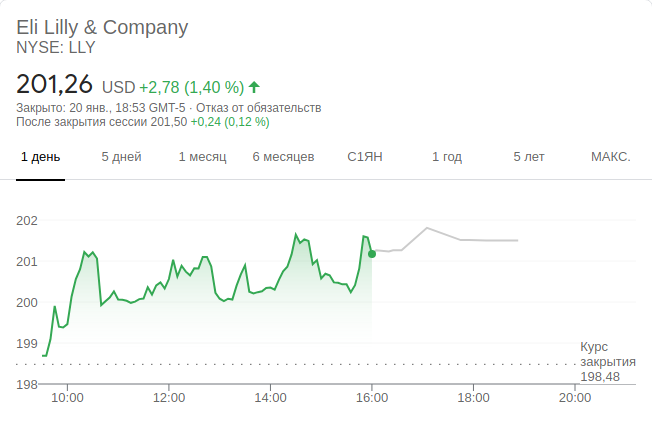 Eli Lilly & Company
NYSE: LLY
201,26 USD +2,78 (1,40 %)
Закрыто: 20 янв., 18:53 GMT-5 · Отказ от обязательств
После закрытия сессии 201,50 +0,24 (0,12 %)
1 день 5 дней 1 месяц 6 месяцев С1ЯН 1 год 5 лет МАКС.
202
201
200
199
198
Курс
закрытия
198,48
10:00 12:00 14:00 16:00 18:00 20:00